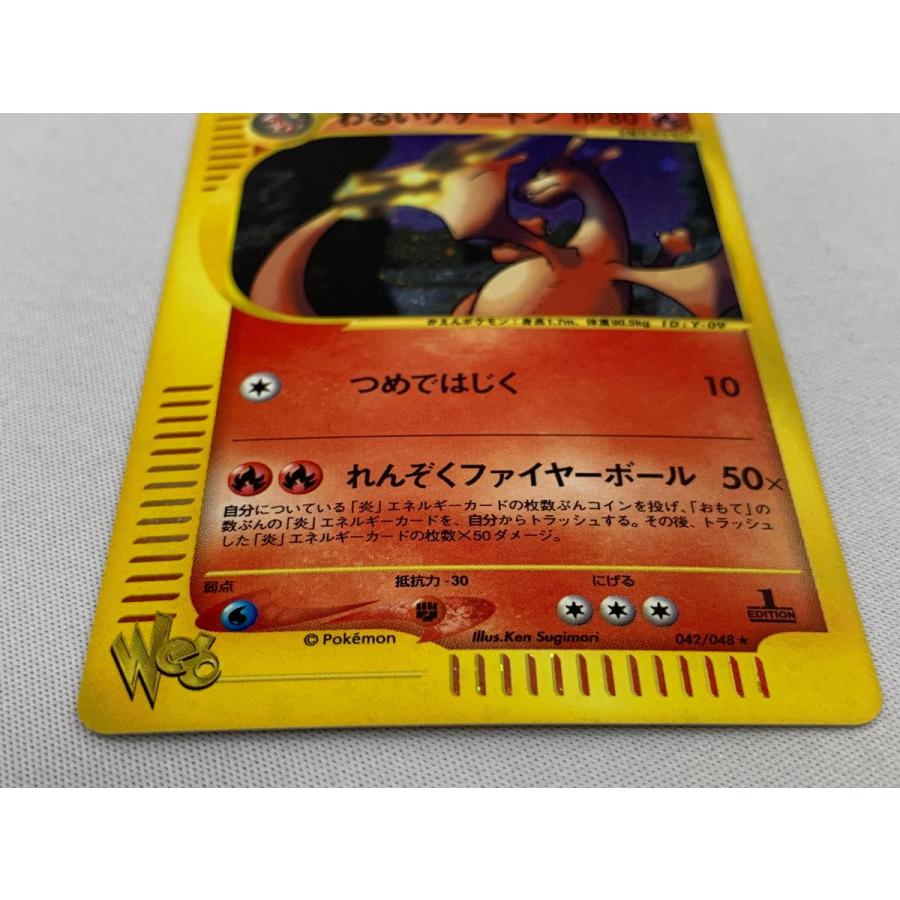 わるいリザードン HP80
かえんポケモン：身長1.7m、体重90.5kg ID:Y-09
つめではじく 10
れんぞくファイヤーボール 50×
自分についている「炎」エネルギーカードの枚数ぶんコインを投げ、「おもて」の
数ぶんの「炎」エネルギーカードを、自分からトラッシュする。その後、トラッシュ
した「炎」エネルギーカードの枚数×50ダメージ。
弱点 抵抗力 -30 にげる
1
EDITION
©Pokémon Illus.Ken Sugimori 042/048★
Web